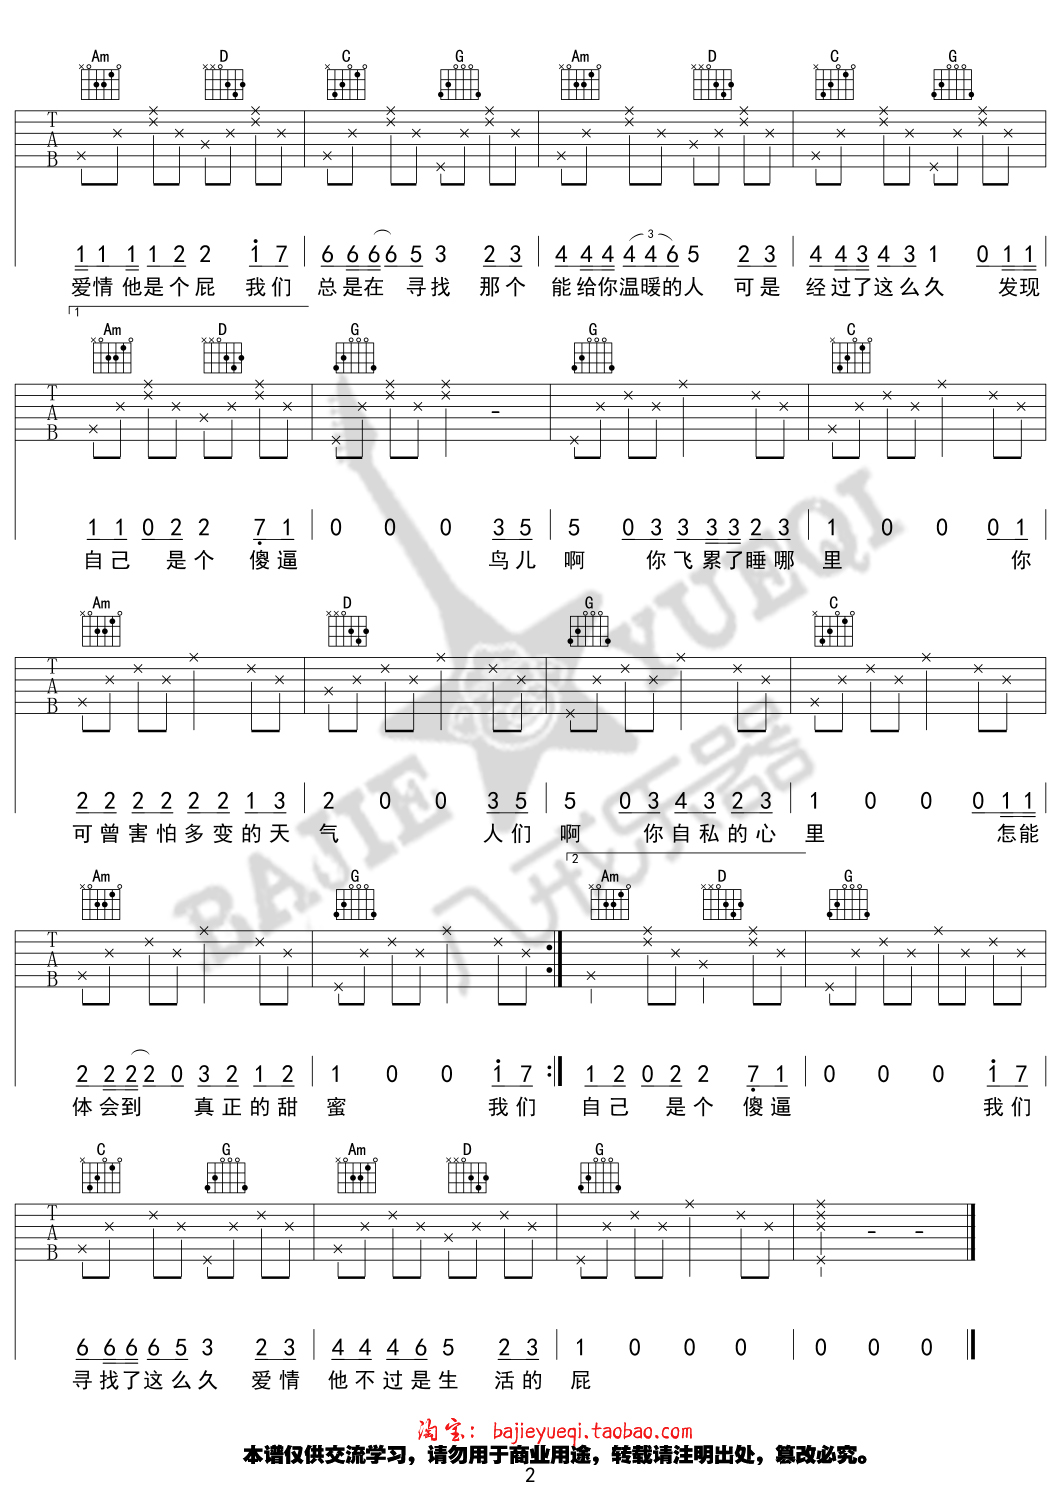 Am D C G Am D C G
T
A
B
1 1 1 1 2 2 1 7 6 6 6 6 6 5 3 2 3 4 4 4 4 4 6 5 2 3 4 4 3 4 3 1 0 1 1
3
爱情他是个屁 我们 总是在 寻找 那个 能给你温暖的人 可是 经过了这么久 发现
1
Am D G G C
T
A
B
1 1 0 2 2 7 1 0 0 0 3 5 5 0 3 3 3 3 2 3 1 0 0 0 1
自己 是个 傻逼 鸟儿 啊 你飞累了睡哪 里 你
Am D G C
T
A
B
2 2 2 2 2 2 1 3 2 0 0 3 5 5 0 3 4 3 2 3 1 0 0 0 1 1
可曾害怕多变的天 气 人们 啊 你自私的心 里 怎能
2
Am G Am D G
T
A
B
2 2 2 2 0 3 2 1 2 1 0 0 1 7 1 2 0 2 2 7 1 0 0 0 1 7
体会到 真正的甜 蜜 我们 自己 是个 傻逼 我们
C G Am D G
T
A
B
6 6 6 6 5 3 2 3 4 4 4 6 5 2 3 1 0 0 0 0 0 0
寻找了这么久 爱情 他不过是生 活的 屁
BAJIE YUEQI
八戒乐器
淘宝：bajieyueqi.taobao.com
本谱仅供交流学习，请勿用于商业用途，转载请注明出处，篡改必究。
2